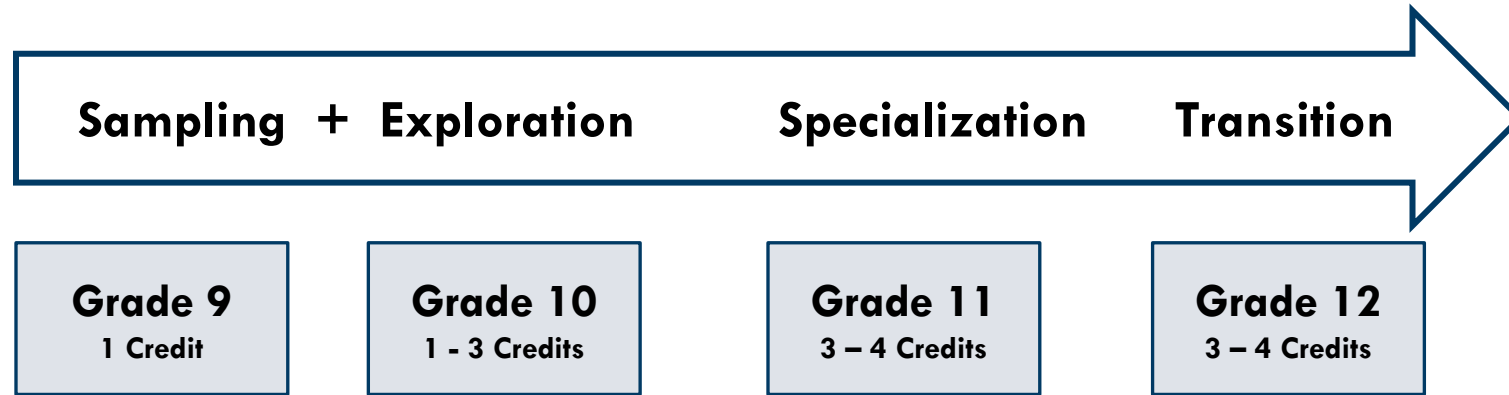 Sampling + Exploration Specialization Transition
Grade 9
1 Credit
Grade 10
1 - 3 Credits
Grade 11
3 – 4 Credits
Grade 12
3 – 4 Credits